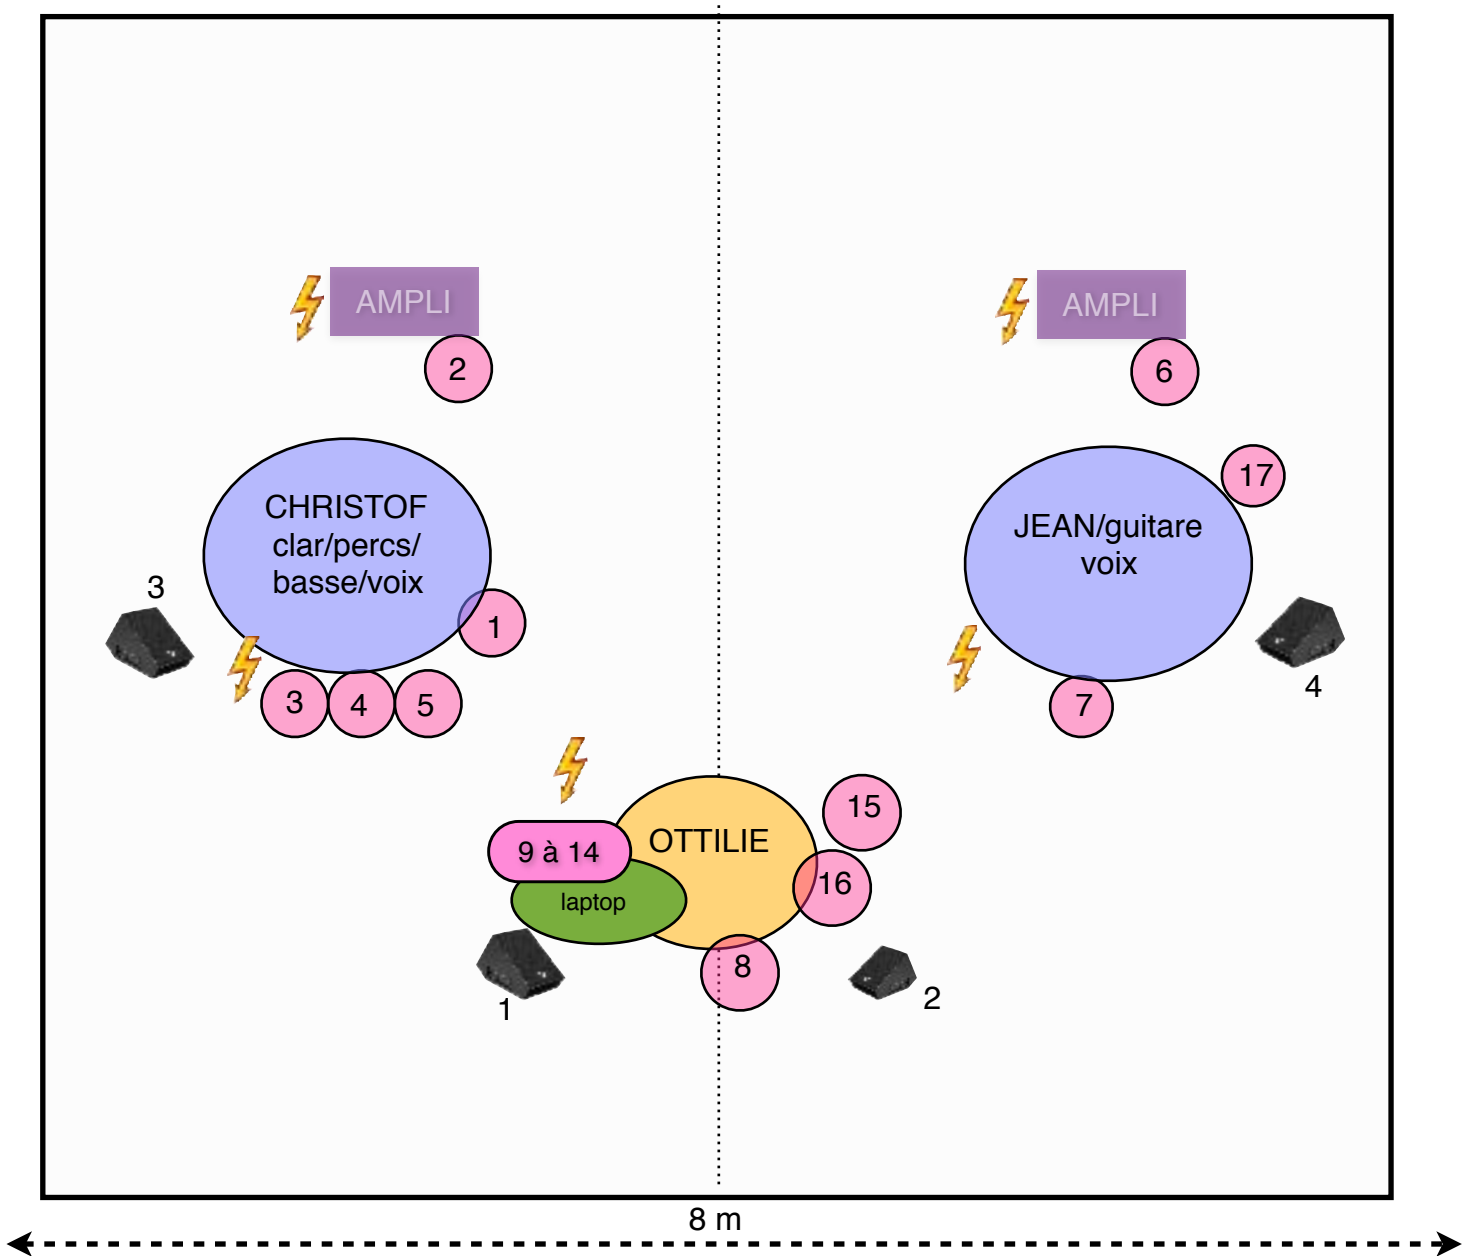 AMPLI
AMPLI
2
6
CHRISTOF
clar/percs/
basse/voix
JEAN/guitare
voix
17
3
1
4
3
4
5
7
15
OTTILIE
9 à 14
16
laptop
8
1
2
8 m